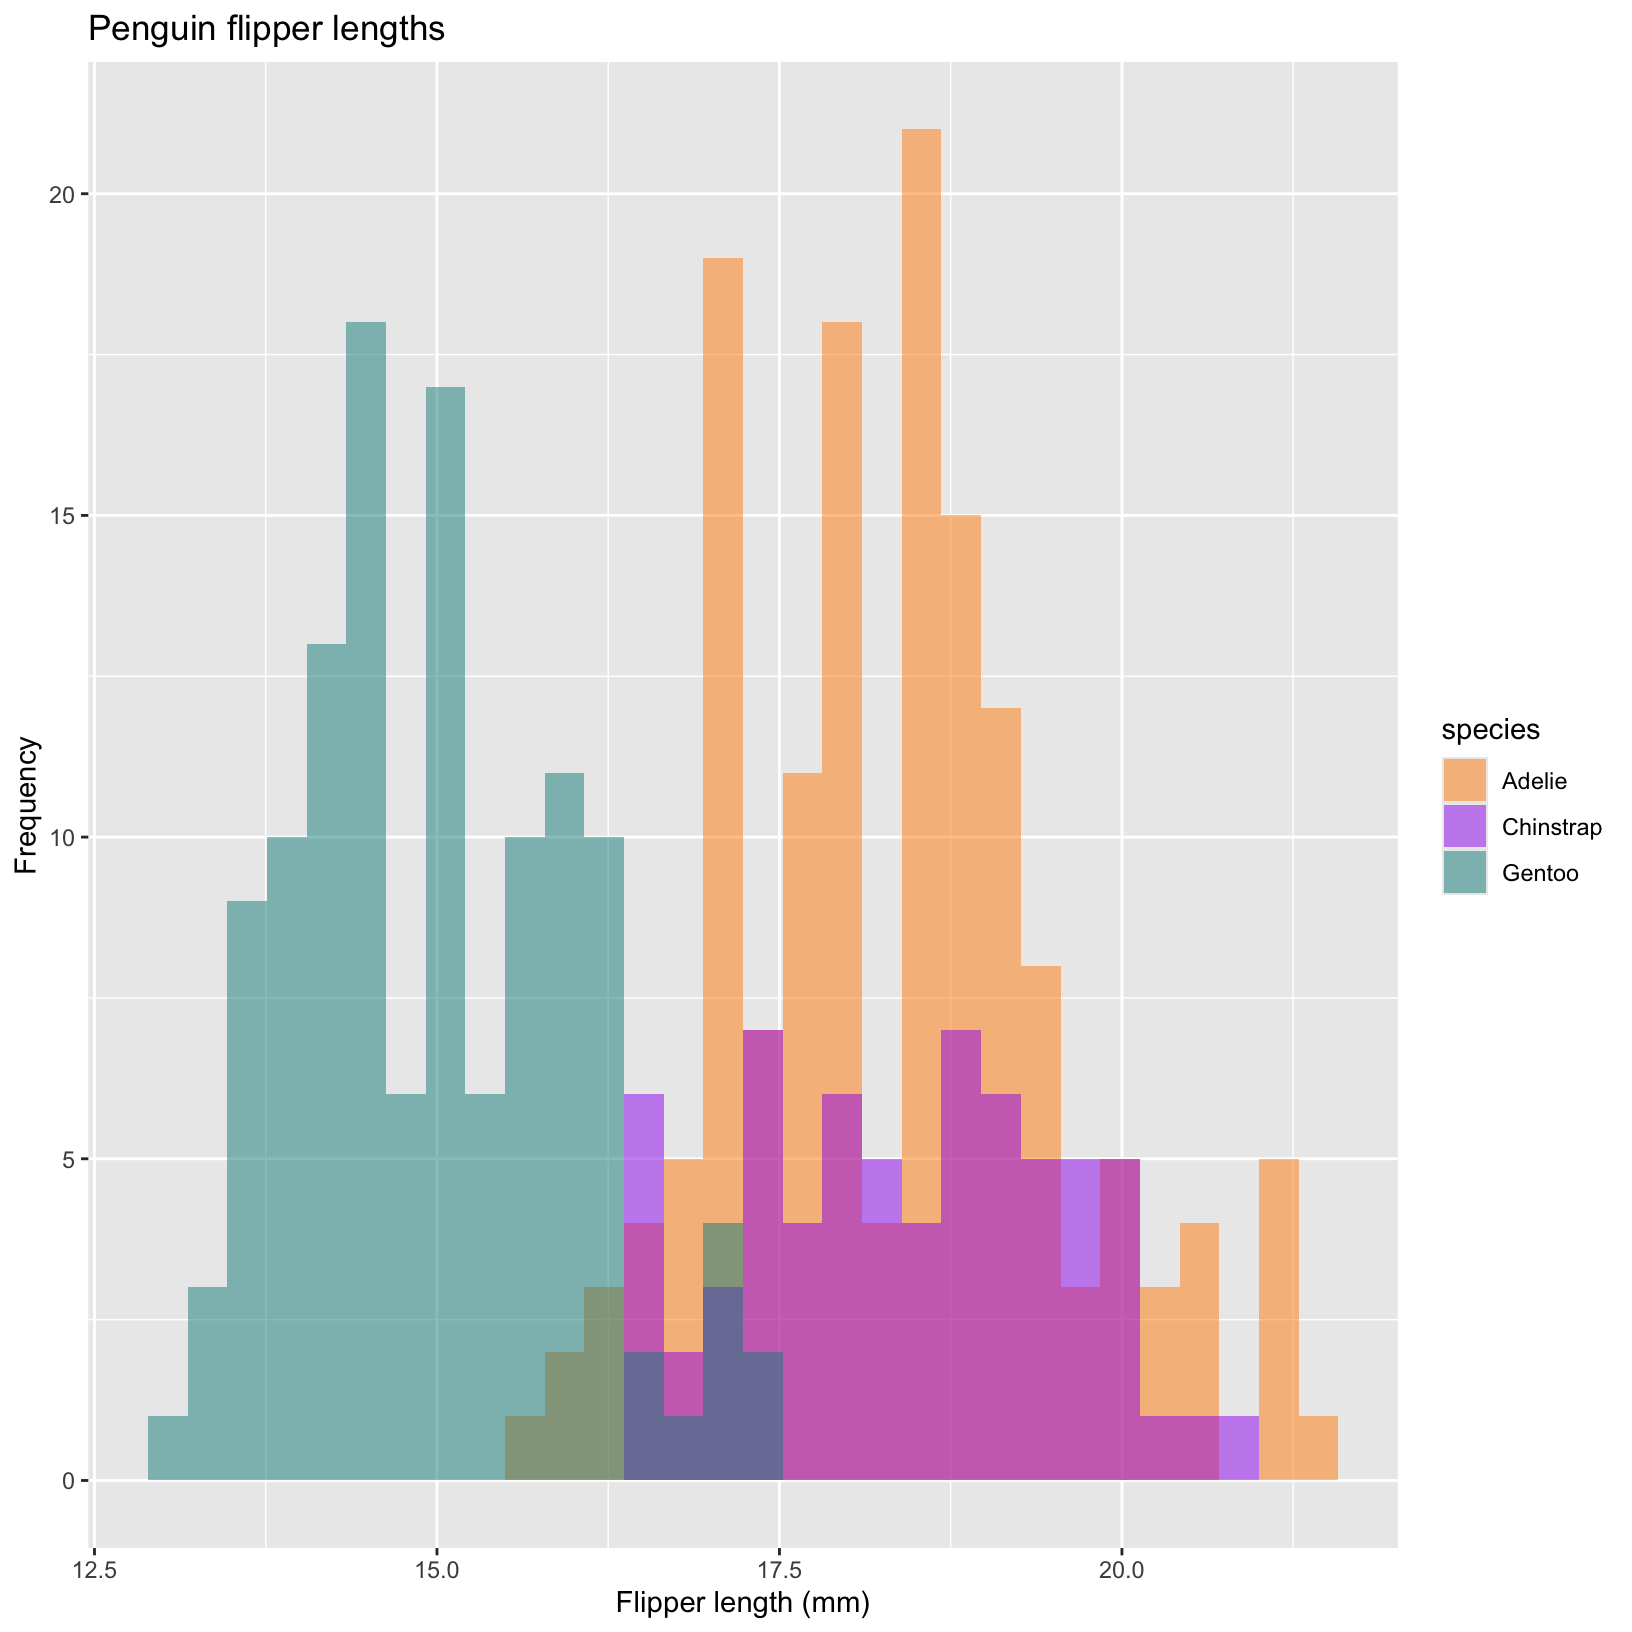 Penguin flipper lengths
20
15
10
5
0
Frequency
12.5 15.0 17.5 20.0
Flipper length (mm)
species
Adelie
Chinstrap
Gentoo